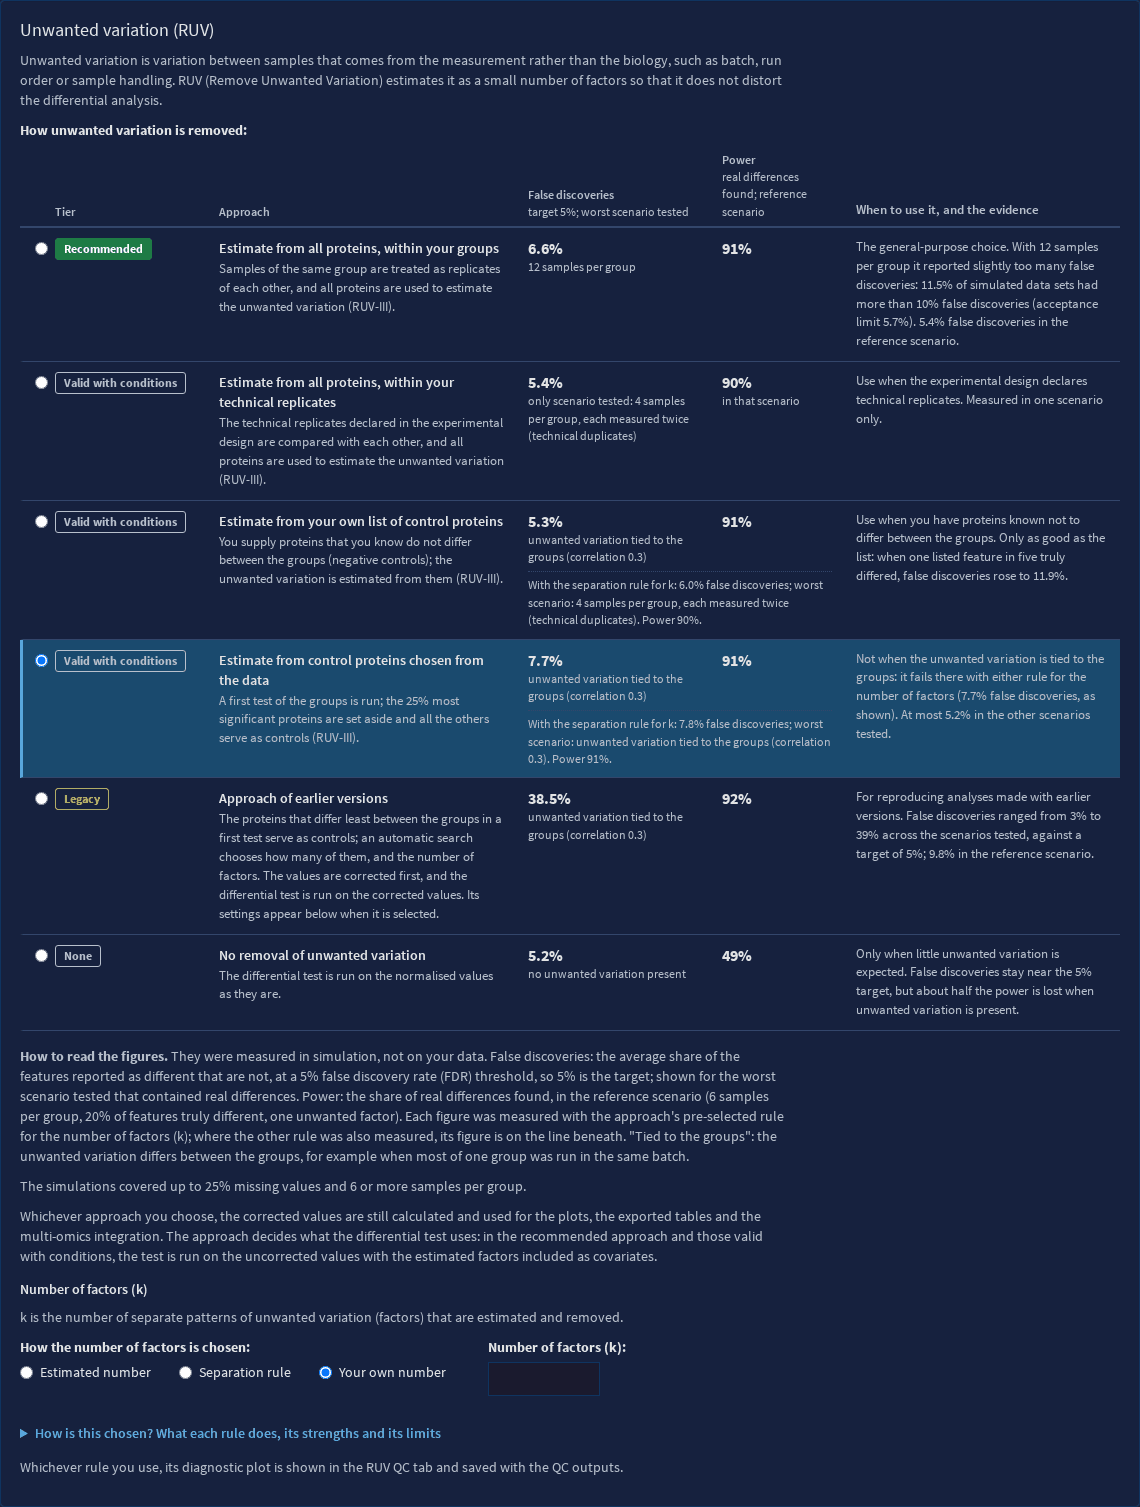 Unwanted variation (RUV)
Unwanted variation is variation between samples that comes from the measurement rather than the biology, such as batch, run
order or sample handling. RUV (Remove Unwanted Variation) estimates it as a small number of factors so that it does not distort
the differential analysis.
How unwanted variation is removed:
Tier
Approach
False discoveries
target 5%; worst scenario tested
Power
real differences
found; reference
scenario
When to use it, and the evidence
Recommended
Estimate from all proteins, within your groups
Samples of the same group are treated as replicates
of each other, and all proteins are used to estimate
the unwanted variation (RUV-III).
6.6%
12 samples per group
91%
The general-purpose choice. With 12 samples
per group it reported slightly too many false
discoveries: 11.5% of simulated data sets had
more than 10% false discoveries (acceptance
limit 5.7%). 5.4% false discoveries in the
reference scenario.
Valid with conditions
Estimate from all proteins, within your
technical replicates
The technical replicates declared in the experimental
design are compared with each other, and all
proteins are used to estimate the unwanted variation
(RUV-III).
5.4%
only scenario tested: 4 samples
per group, each measured twice
(technical duplicates)
90%
in that scenario
Use when the experimental design declares
technical replicates. Measured in one scenario
only.
Valid with conditions
Estimate from your own list of control proteins
You supply proteins that you know do not differ
between the groups (negative controls); the
unwanted variation is estimated from them (RUV-III).
5.3%
unwanted variation tied to the
groups (correlation 0.3)
91%
With the separation rule for k: 6.0% false discoveries; worst
scenario: 4 samples per group, each measured twice
(technical duplicates). Power 90%.
Use when you have proteins known not to
differ between the groups. Only as good as the
list: when one listed feature in five truly
differed, false discoveries rose to 11.9%.
Valid with conditions
Estimate from control proteins chosen from
the data
A first test of the groups is run; the 25% most
significant proteins are set aside and all the others
serve as controls (RUV-III).
7.7%
unwanted variation tied to the
groups (correlation 0.3)
91%
With the separation rule for k: 7.8% false discoveries; worst
scenario: unwanted variation tied to the groups (correlation
0.3). Power 91%.
Not when the unwanted variation is tied to the
groups: it fails there with either rule for the
number of factors (7.7% false discoveries, as
shown). At most 5.2% in the other scenarios
tested.
Legacy
Approach of earlier versions
The proteins that differ least between the groups in a
first test serve as controls; an automatic search
chooses how many of them, and the number of
factors. The values are corrected first, and the
differential test is run on the corrected values. Its
settings appear below when it is selected.
38.5%
unwanted variation tied to the
groups (correlation 0.3)
92%
For reproducing analyses made with earlier
versions. False discoveries ranged from 3% to
39% across the scenarios tested, against a
target of 5%; 9.8% in the reference scenario.
None
No removal of unwanted variation
The differential test is run on the normalised values
as they are.
5.2%
no unwanted variation present
49%
Only when little unwanted variation is
expected. False discoveries stay near the 5%
target, but about half the power is lost when
unwanted variation is present.
How to read the figures. They were measured in simulation, not on your data. False discoveries: the average share of the
features reported as different that are not, at a 5% false discovery rate (FDR) threshold, so 5% is the target; shown for the worst
scenario tested that contained real differences. Power: the share of real differences found, in the reference scenario (6 samples
per group, 20% of features truly different, one unwanted factor). Each figure was measured with the approach's pre-selected rule
for the number of factors (k); where the other rule was also measured, its figure is on the line beneath. "Tied to the groups": the
unwanted variation differs between the groups, for example when most of one group was run in the same batch.
The simulations covered up to 25% missing values and 6 or more samples per group.
Whichever approach you choose, the corrected values are still calculated and used for the plots, the exported tables and the
multi-omics integration. The approach decides what the differential test uses: in the recommended approach and those valid
with conditions, the test is run on the uncorrected values with the estimated factors included as covariates.
Number of factors (k)
k is the number of separate patterns of unwanted variation (factors) that are estimated and removed.
How the number of factors is chosen:
Number of factors (k):
Estimated number
Separation rule
Your own number
How is this chosen? What each rule does, its strengths and its limits
Whichever rule you use, its diagnostic plot is shown in the RUV QC tab and saved with the QC outputs.